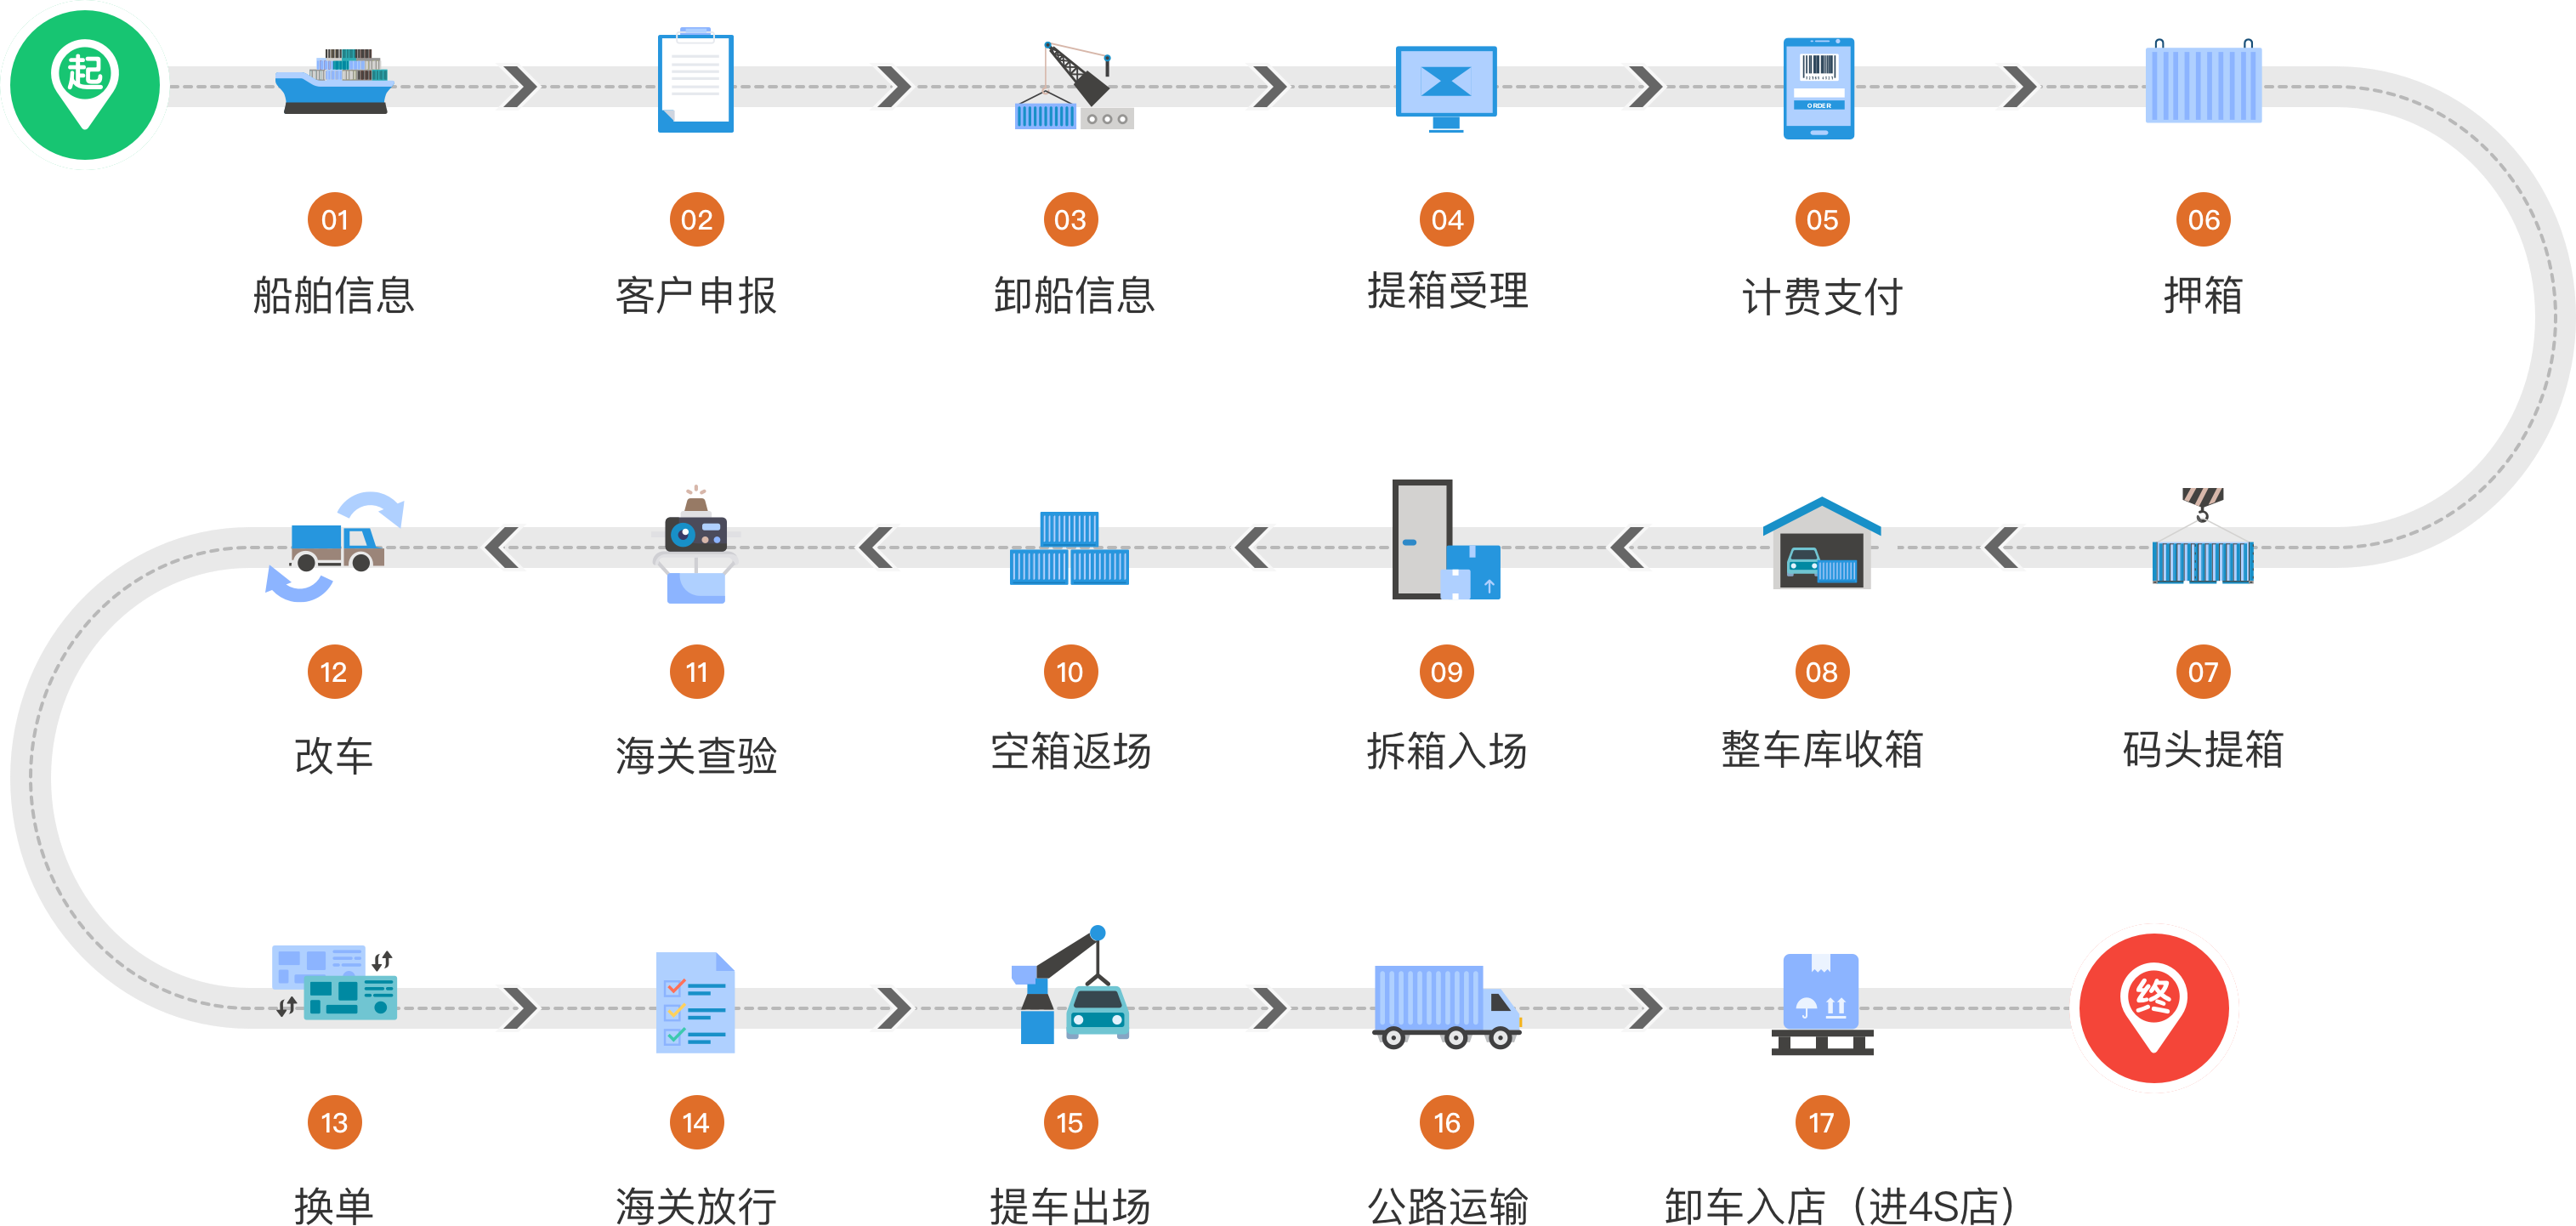 起
ORDER
01
02
03
04
05
06
船舶信息
客户申报
卸船信息
提箱受理
计费支付
押箱
07
08
09
10
11
12
码头提箱
整车库收箱
拆箱入场
空箱返场
海关查验
改车
终
13
14
15
16
17
换单
海关放行
提车出场
公路运输
卸车入店（进4S店）